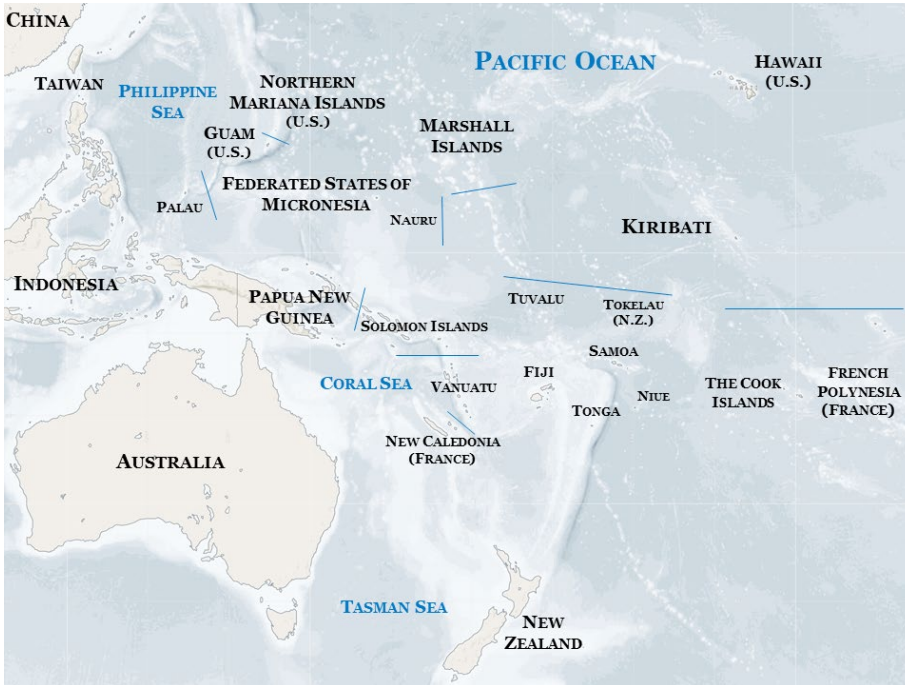 CHINA
TAIWAN
PHILIPPINE
SEA
NORTHERN
MARIANA ISLANDS
(U.S.)
PACIFIC OCEAN
HAWAII
(U.S.)
GUAM
(U.S.)
MARSHALL
ISLANDS
PALAU
FEDERATED STATES OF
MICRONESIA
NAURU
KIRIBATI
INDONESIA
PAPUA NEW
GUINEA
SOLOMON ISLANDS
TUVALU
TOKELAU
(N.Z.)
SAMOA
CORAL SEA
VANUATU
FIJI
TONGA
NIUE
THE COOK
ISLANDS
FRENCH
POLYNESIA
(FRANCE)
NEW CALEDONIA
(FRANCE)
AUSTRALIA
TASMAN SEA
NEW
ZEALAND